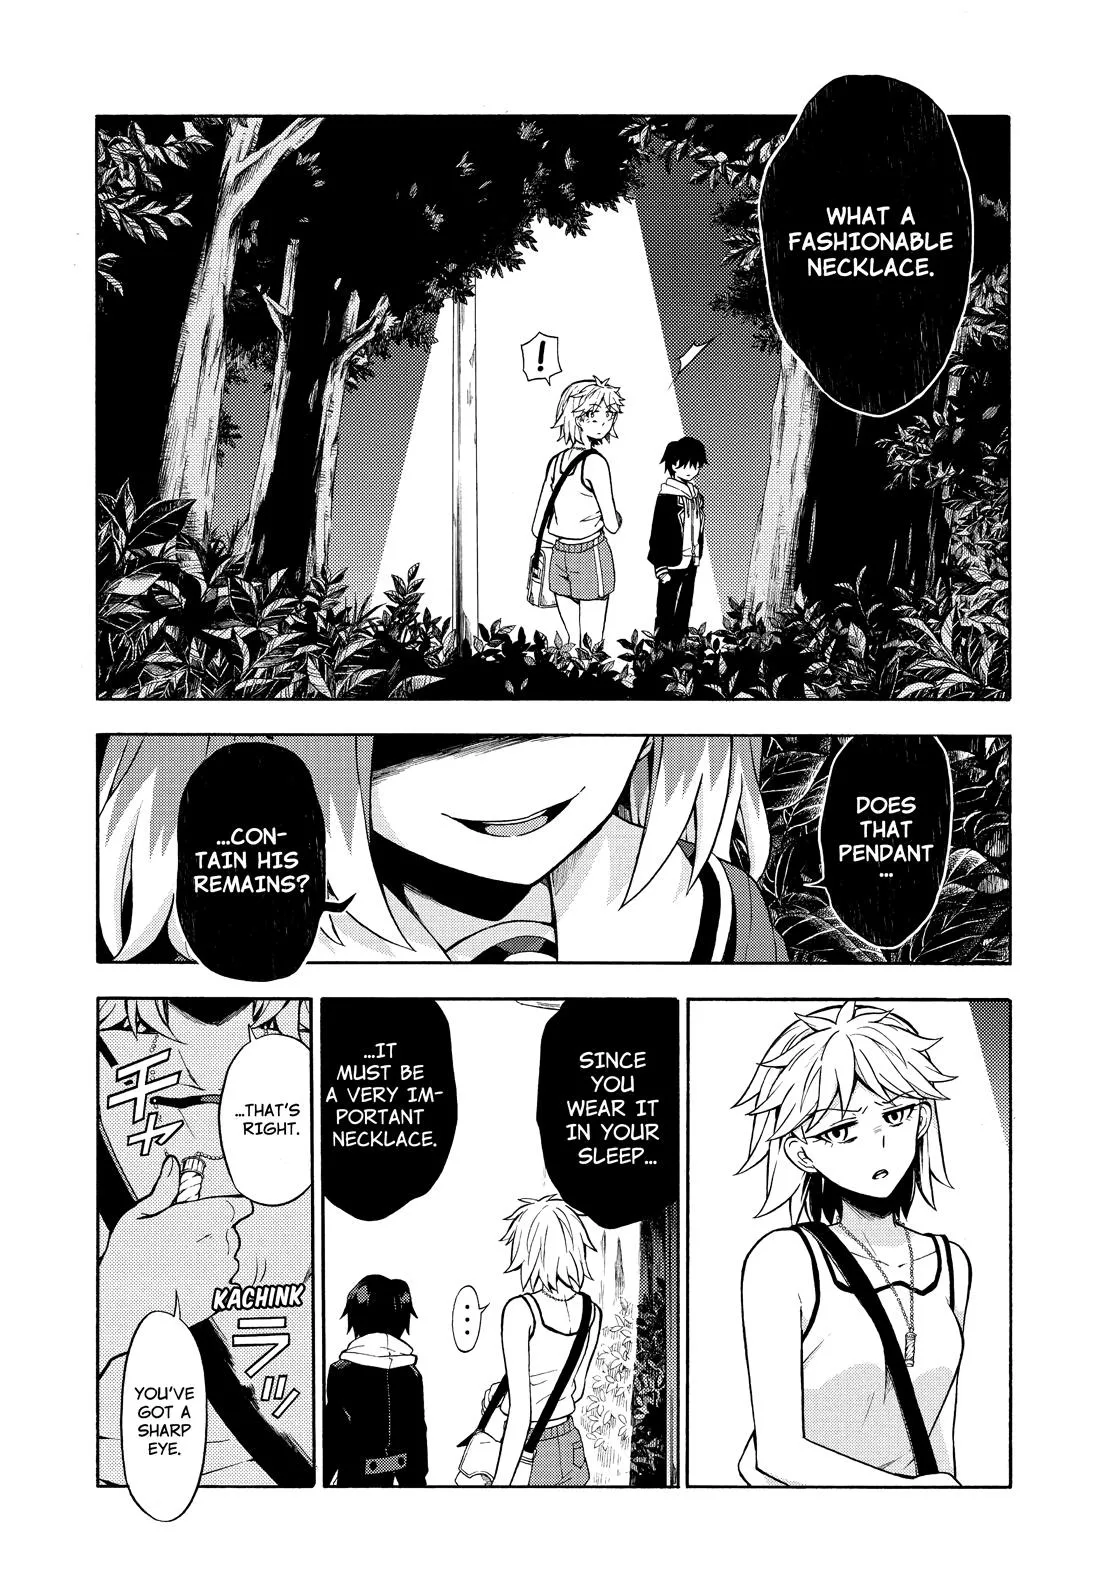 WHAT A
FASHIONABLE
NECKLACE.
!
DOES
THAT
PENDANT
...
...CON-
TAIN HIS
REMAINS?
SINCE
YOU
WEAR IT
IN YOUR
SLEEP...
...IT
MUST BE
A VERY IM-
PORTANT
NECKLACE.
...
...THAT'S
RIGHT.
チャ
KACHINK
ラッ
YOU'VE
GOT A
SHARP
EYE.